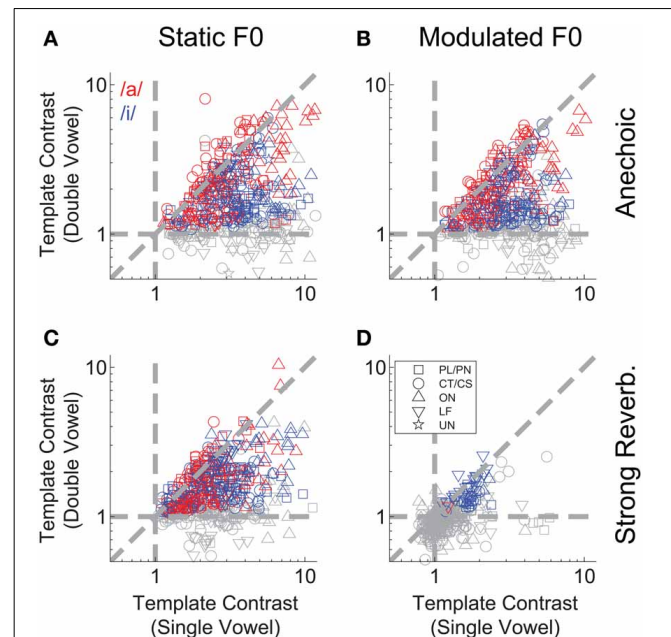 A Static F0
B Modulated F0
/a/
/i/
10
1
1 10
Template Contrast
(Double Vowel)
10
1
1 10
Anechoic
C
10
1
1 10
Template Contrast
(Double Vowel)
Template Contrast
(Single Vowel)
D
PL/PN
CT/CS
ON
LF
UN
10
1
1 10
Template Contrast
(Single Vowel)
Strong Reverb.